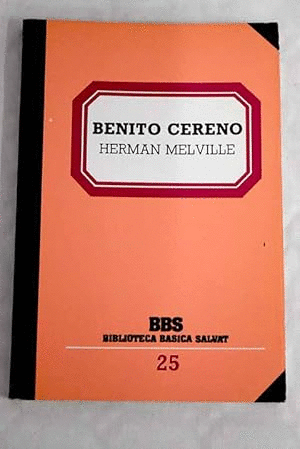 BENITO CERENO
HERMAN MELVILLE
BBS
BIBLIOTECA BASICA SALVAT
25